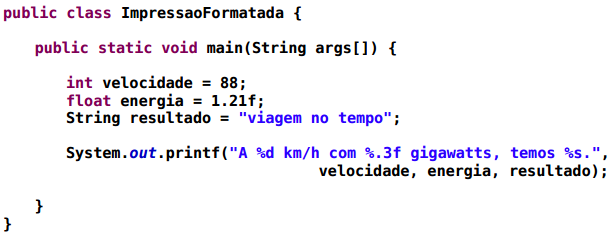 public class ImpressaoFormatada {
public static void main(String args[]) {
int velocidade = 88;
float energia = 1.21f;
String resultado = "viagem no tempo";
System.out.printf("A %d km/h com %.3f gigawatts, temos %s.",
velocidade, energia, resultado);
}
}